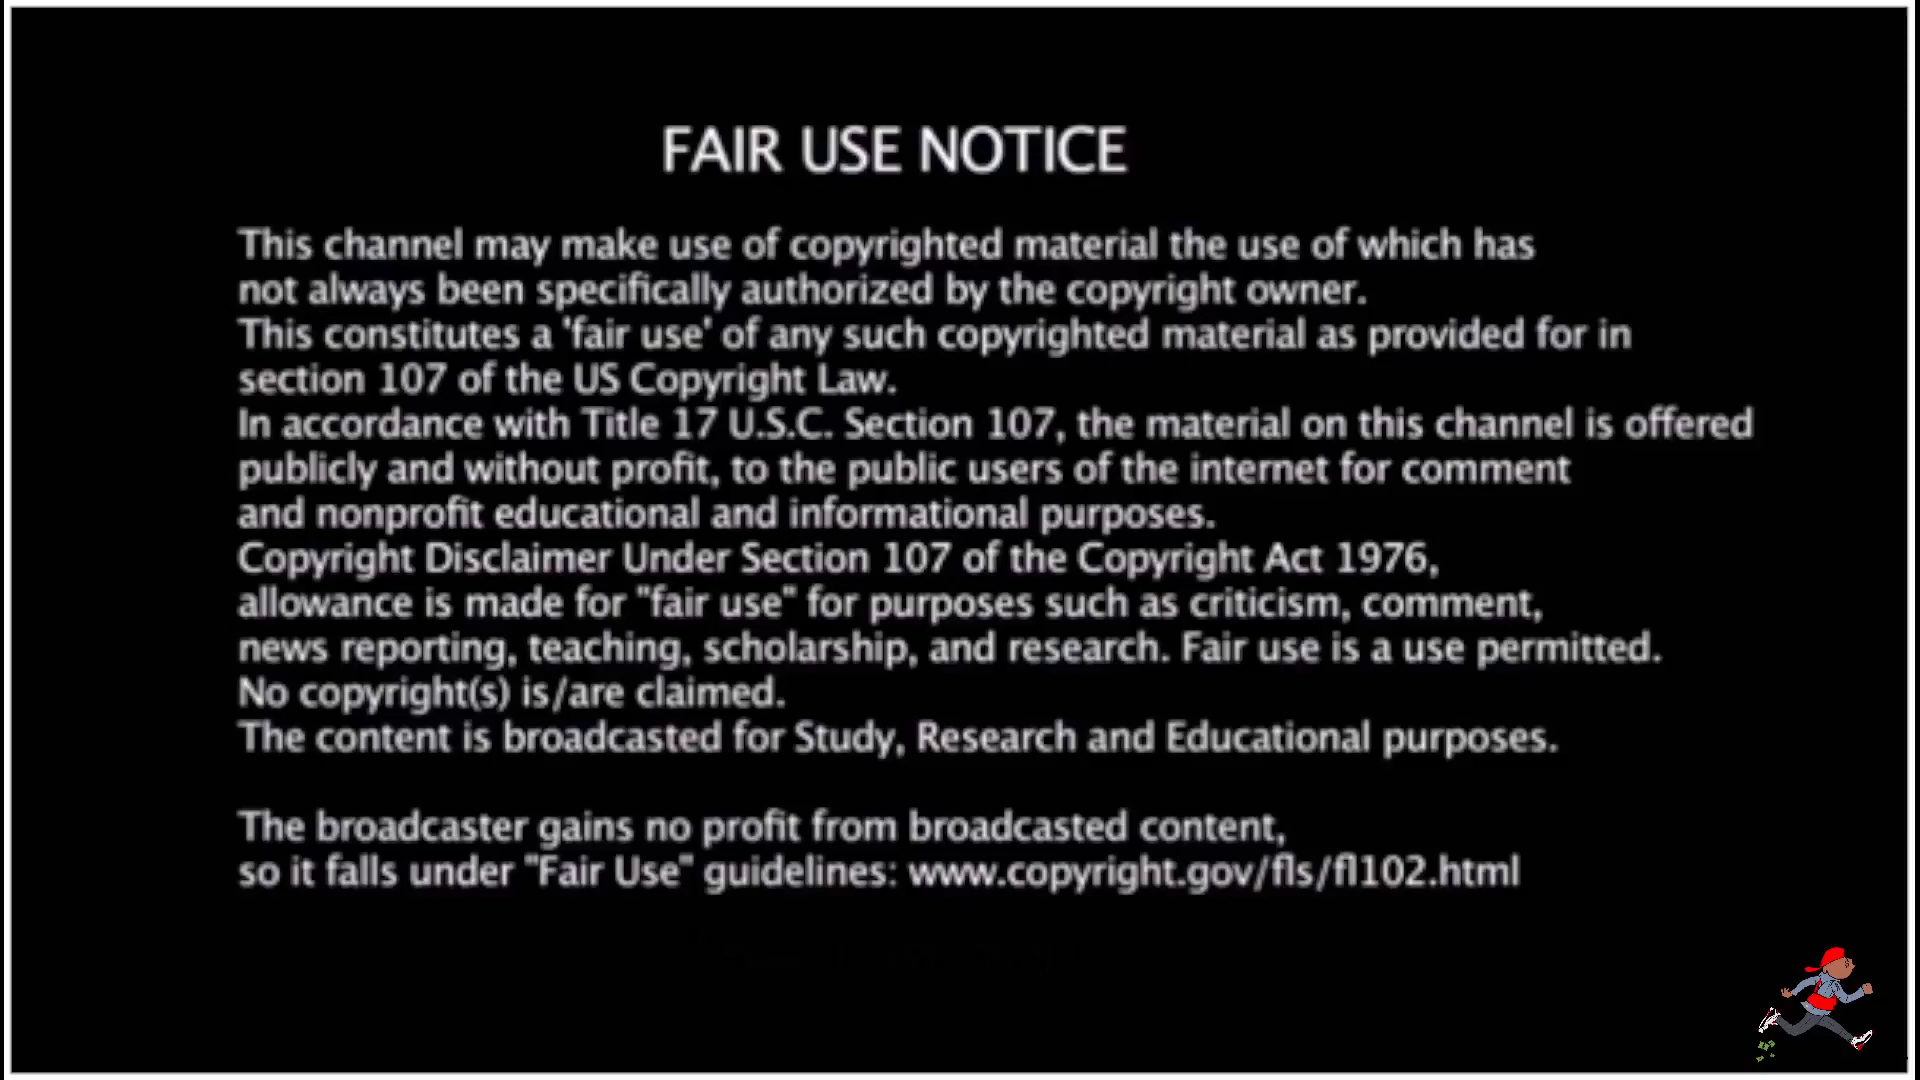 FAIR USE NOTICE
This channel may make use of copyrighted material the use of which has
not always been specifically authorized by the copyright owner.
This constitutes a 'fair use' of any such copyrighted material as provided for in
section 107 of the US Copyright Law.
In accordance with Title 17 U.S.C. Section 107, the material on this channel is offered
publicly and without profit, to the public users of the internet for comment
and nonprofit educational and informational purposes.
Copyright Disclaimer Under Section 107 of the Copyright Act 1976,
allowance is made for "fair use" for purposes such as criticism, comment,
news reporting, teaching, scholarship, and research. Fair use is a use permitted.
No copyright(s) is/are claimed.
The content is broadcasted for Study, Research and Educational purposes.
The broadcaster gains no profit from broadcasted content,
so it falls under "Fair Use" guidelines: www.copyright.gov/fls/fl102.html